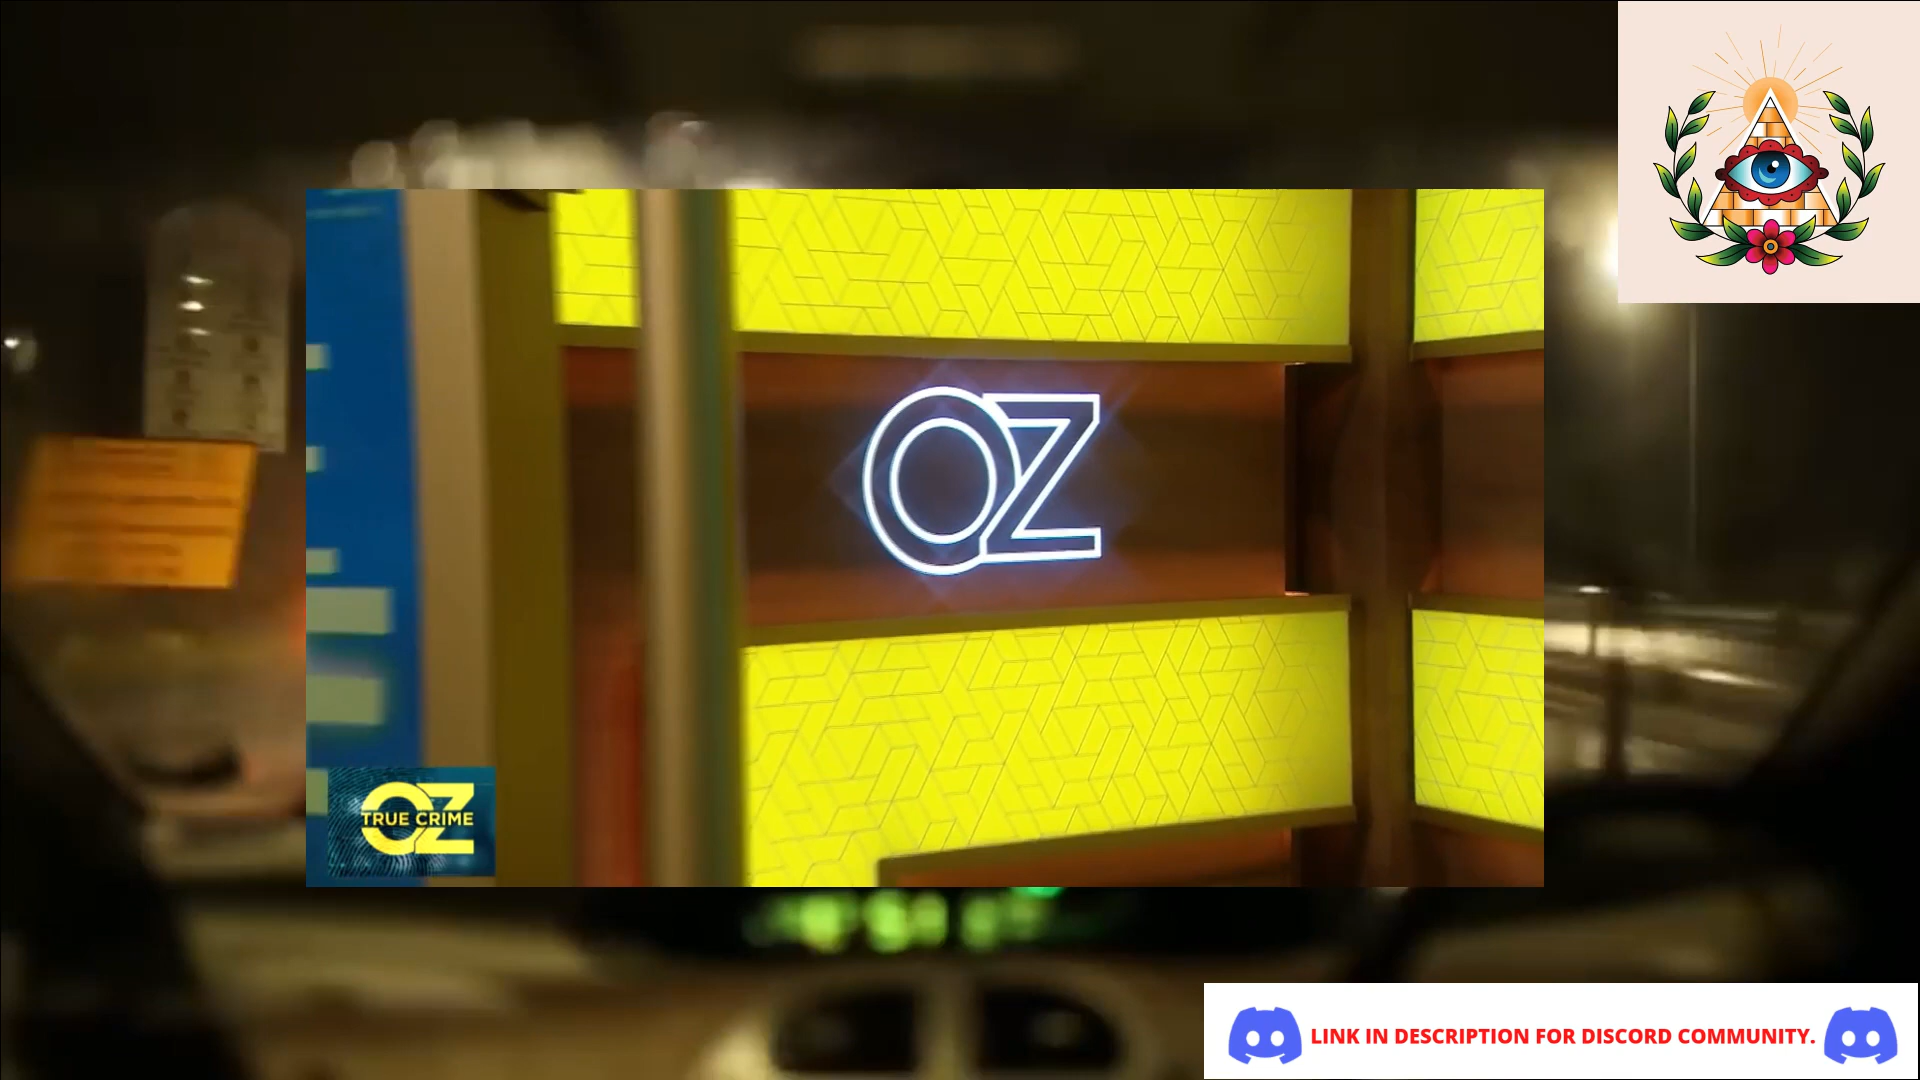 OZ
OZ
TRUE CRIME
LINK IN DESCRIPTION FOR DISCORD COMMUNITY.